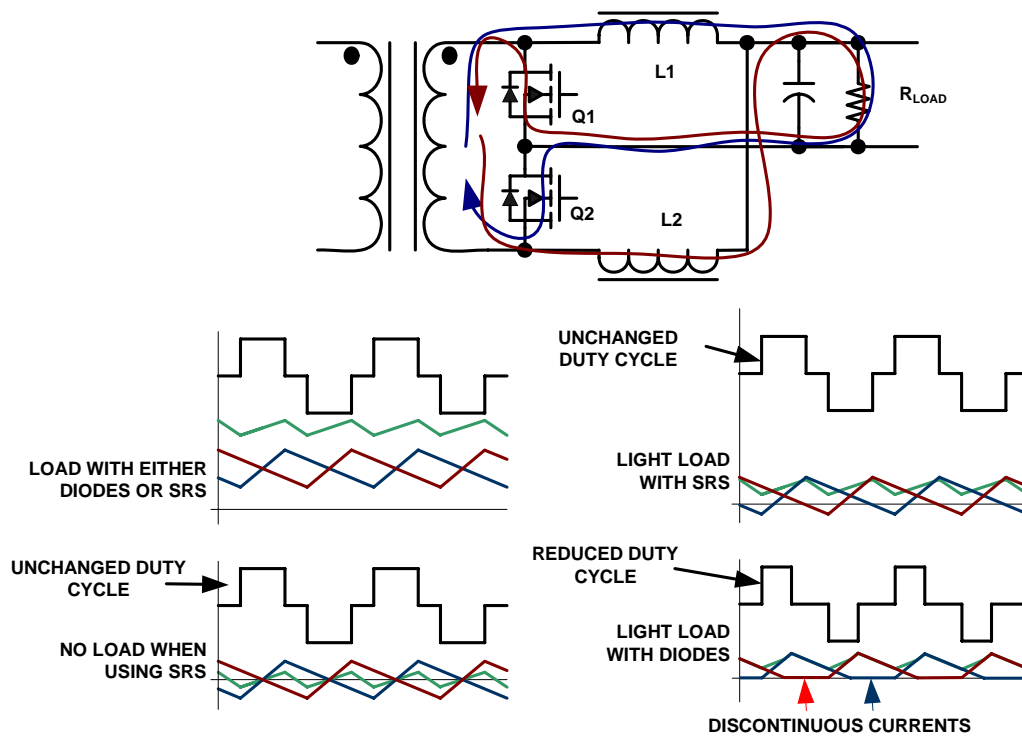 L1
R_LOAD
Q1
Q2
L2
LOAD WITH EITHER
DIODES OR SRS
UNCHANGED
DUTY CYCLE
LIGHT LOAD
WITH SRS
UNCHANGED DUTY
CYCLE
NO LOAD WHEN
USING SRS
REDUCED DUTY
CYCLE
LIGHT LOAD
WITH DIODES
DISCONTINUOUS CURRENTS